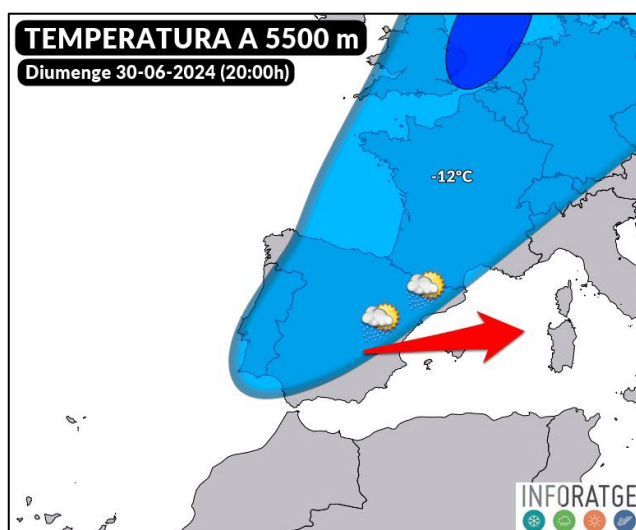 TEMPERATURA A 5500 m
Diumenge 30-06-2024 (20:00h)
-12°C
INFORATGE